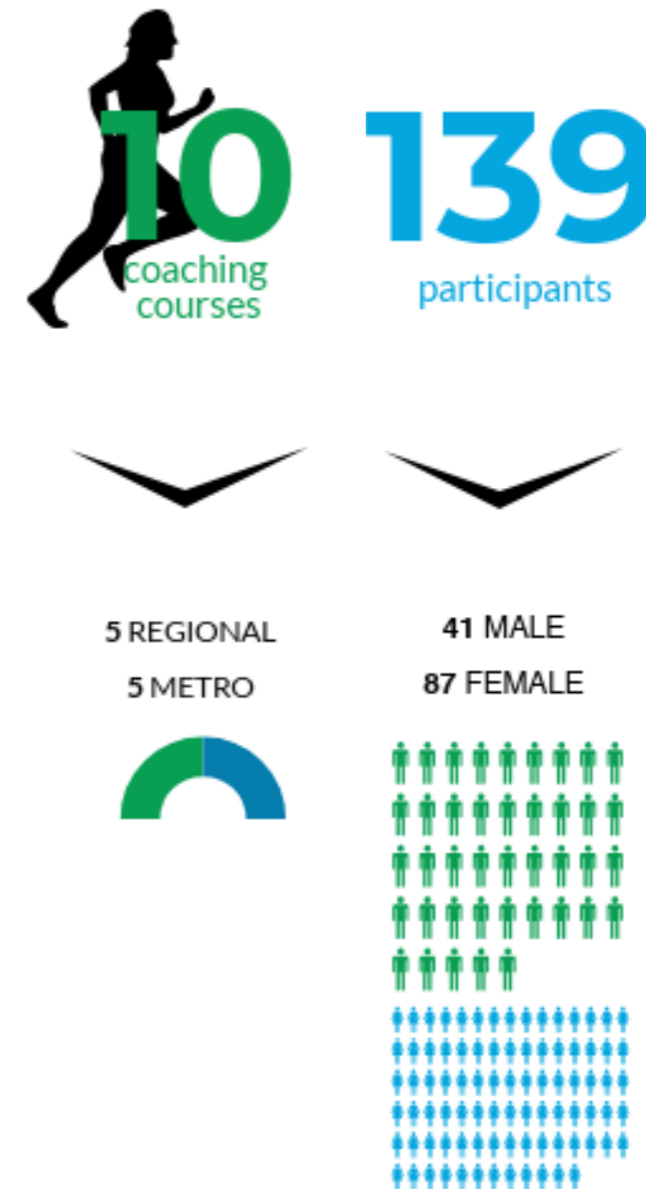 10
coaching
courses
139
participants
5 REGIONAL
5 METRO
41 MALE
87 FEMALE